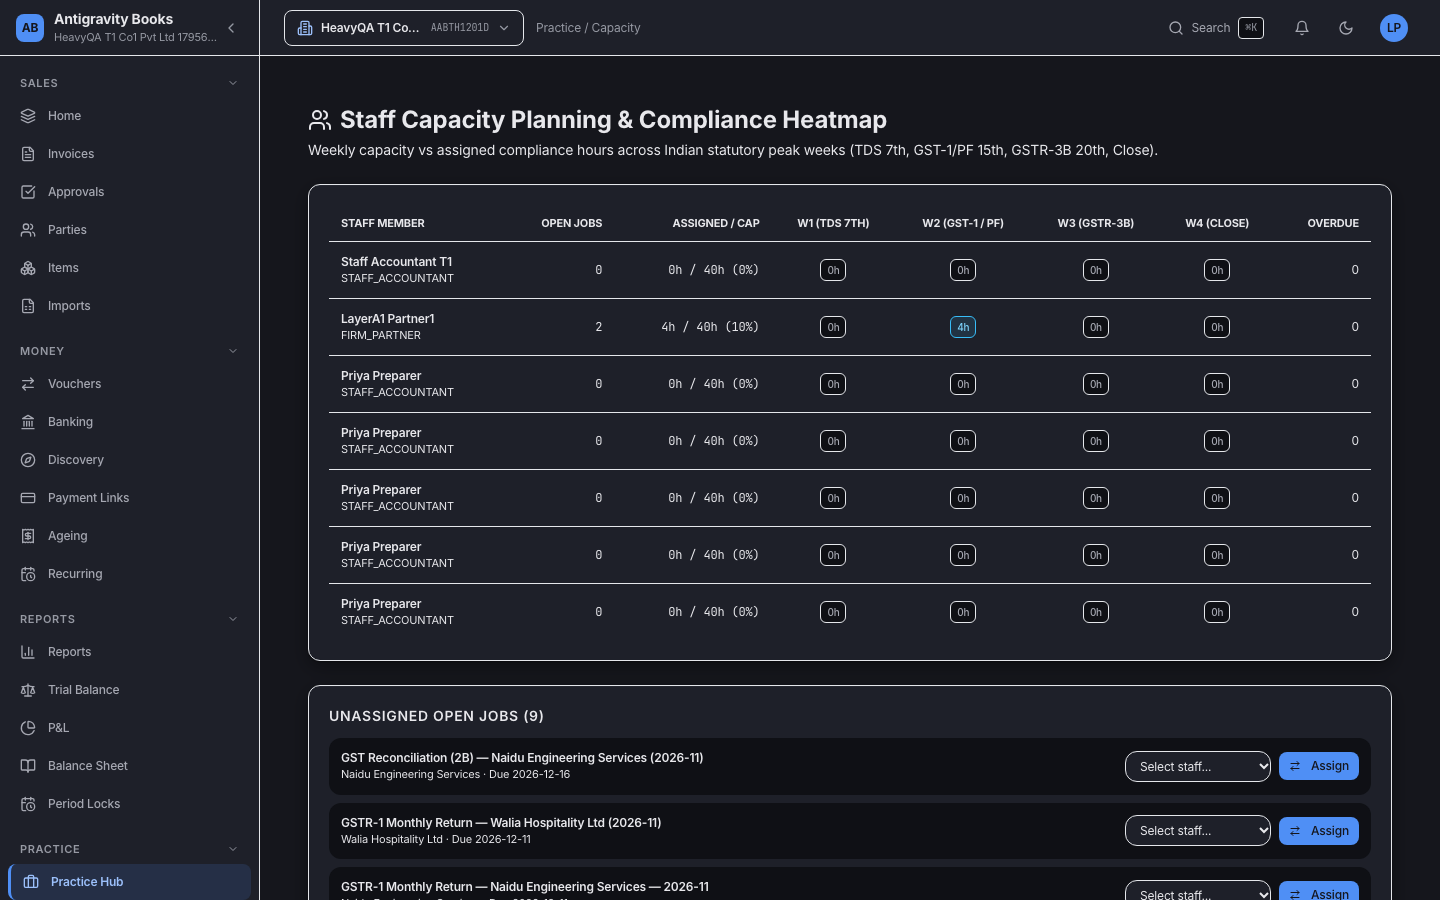 AB
Antigravity Books
HeavyQA T1 Co1 Pvt Ltd 17956...
HeavyQA T1 Co... AABTH1201D
Practice / Capacity
Search ⌘K
LP
SALES
Home
Invoices
Approvals
Parties
Items
Imports
MONEY
Vouchers
Banking
Discovery
Payment Links
Ageing
Recurring
REPORTS
Reports
Trial Balance
P&L
Balance Sheet
Period Locks
PRACTICE
Practice Hub
Staff Capacity Planning & Compliance Heatmap
Weekly capacity vs assigned compliance hours across Indian statutory peak weeks (TDS 7th, GST-1/PF 15th, GSTR-3B 20th, Close).
STAFF MEMBER OPEN JOBS ASSIGNED / CAP W1 (TDS 7TH) W2 (GST-1 / PF) W3 (GSTR-3B) W4 (CLOSE) OVERDUE
Staff Accountant T1
STAFF_ACCOUNTANT
0 0h / 40h (0%) 0h 0h 0h 0h 0
LayerA1 Partner1
FIRM_PARTNER
2 4h / 40h (10%) 0h 4h 0h 0h 0
Priya Preparer
STAFF_ACCOUNTANT
0 0h / 40h (0%) 0h 0h 0h 0h 0
Priya Preparer
STAFF_ACCOUNTANT
0 0h / 40h (0%) 0h 0h 0h 0h 0
Priya Preparer
STAFF_ACCOUNTANT
0 0h / 40h (0%) 0h 0h 0h 0h 0
Priya Preparer
STAFF_ACCOUNTANT
0 0h / 40h (0%) 0h 0h 0h 0h 0
Priya Preparer
STAFF_ACCOUNTANT
0 0h / 40h (0%) 0h 0h 0h 0h 0
UNASSIGNED OPEN JOBS (9)
GST Reconciliation (2B) — Naidu Engineering Services (2026-11)
Naidu Engineering Services · Due 2026-12-16
Select staff... Assign
GSTR-1 Monthly Return — Walia Hospitality Ltd (2026-11)
Walia Hospitality Ltd · Due 2026-12-11
Select staff... Assign
GSTR-1 Monthly Return — Naidu Engineering Services — 2026-11
Select staff... Assign